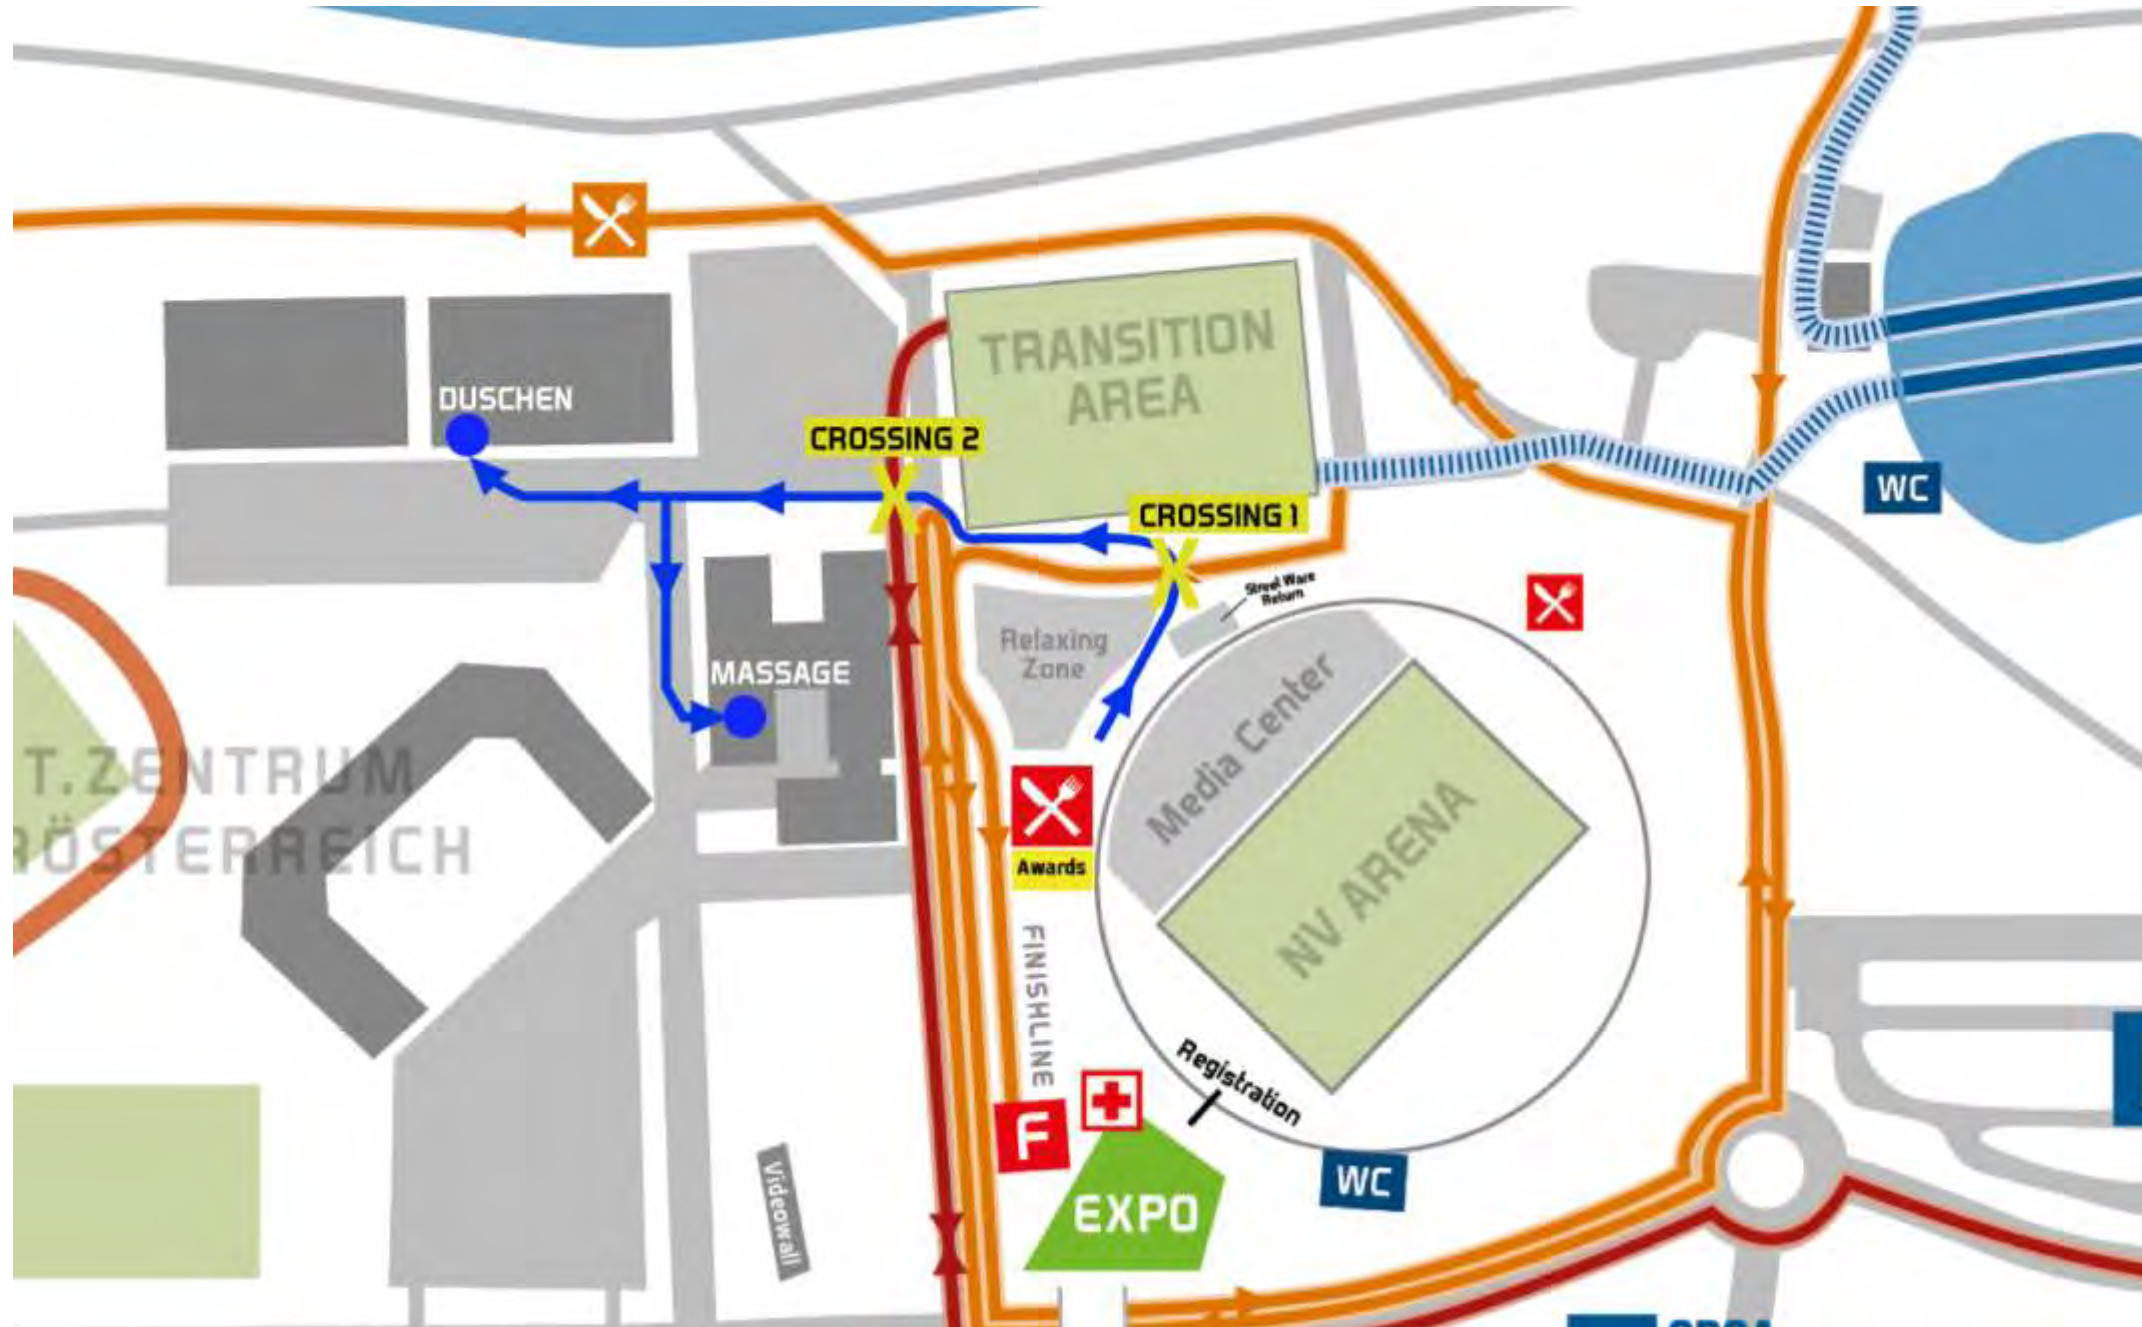 DUSCHEN
TRANSITION
AREA
CROSSING 2
CROSSING 1
WC
Street Ware
Return
Relaxing
Zone
MASSAGE
Media Center
T.ZENTRUM
RÖSTERREICH
Awards
NV ARENA
FINISHLINE
Registration
F
WC
EXPO
Videowall